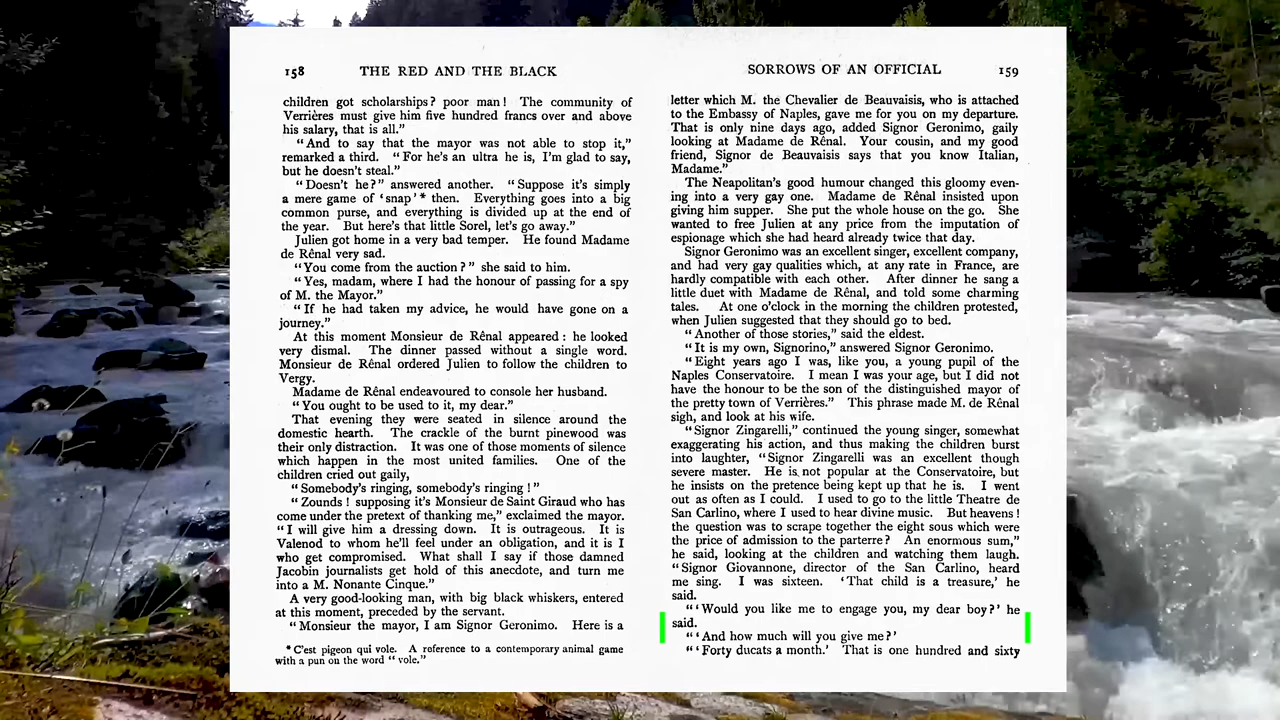 158 THE RED AND THE BLACK
children got scholarships? poor man! The community of
Verrières must give him five hundred francs over and above
his salary, that is all.”
“And to say that the mayor was not able to stop it,”
remarked a third. “For he’s an ultra he is, I’m glad to say,
but he doesn’t steal.”
“Doesn’t he?” answered another. “Suppose it’s simply
a mere game of ‘snap’* then. Everything goes into a big
common purse, and everything is divided up at the end of
the year. But here’s that little Sorel, let’s go away.”
Julien got home in a very bad temper. He found Madame
de Rênal very sad.
“You come from the auction?” she said to him.
“Yes, madam, where I had the honour of passing for a spy
of M. the Mayor.”
“If he had taken my advice, he would have gone on a
journey.”
At this moment Monsieur de Rênal appeared: he looked
very dismal. The dinner passed without a single word.
Monsieur de Rênal ordered Julien to follow the children to
Vergy.
Madame de Rênal endeavoured to console her husband.
“You ought to be used to it, my dear.”
That evening they were seated in silence around the
domestic hearth. The crackle of the burnt pinewood was
their only distraction. It was one of those moments of silence
which happen in the most united families. One of the
children cried out gaily,
“Somebody’s ringing, somebody’s ringing!”
“Zounds! supposing it’s Monsieur de Saint Giraud who has
come under the pretext of thanking me,” exclaimed the mayor.
“I will give him a dressing down. It is outrageous. It is
Valenod to whom he’ll feel under an obligation, and it is I
who get compromised. What shall I say if those damned
Jacobin journalists get hold of this anecdote, and turn me
into a M. Nonante Cinque.”
A very good-looking man, with big black whiskers, entered
at this moment, preceded by the servant.
“Monsieur the mayor, I am Signor Geronimo. Here is a
*C’est pigeon qui vole. A reference to a contemporary animal game
with a pun on the word “vole.”
SORROWS OF AN OFFICIAL 159
letter which M. the Chevalier de Beauvaisis, who is attached
to the Embassy of Naples, gave me for you on my departure.
That is only nine days ago, added Signor Geronimo, gaily
looking at Madame de Rênal. Your cousin, and my good
friend, Signor de Beauvaisis says that you know Italian,
Madame.”
The Neapolitan’s good humour changed this gloomy even-
ing into a very gay one. Madame de Rênal insisted upon
giving him supper. She put the whole house on the go. She
wanted to free Julien at any price from the imputation of
espionage which she had heard already twice that day.
Signor Geronimo was an excellent singer, excellent company,
and had very gay qualities which, at any rate in France, are
hardly compatible with each other. After dinner he sang a
little duet with Madame de Rênal, and told some charming
tales. At one o’clock in the morning the children protested,
when Julien suggested that they should go to bed.
“Another of those stories,” said the eldest.
“It is my own, Signorino,” answered Signor Geronimo.
“Eight years ago I was, like you, a young pupil of the
Naples Conservatoire. I mean I was your age, but I did not
have the honour to be the son of the distinguished mayor of
the pretty town of Verrières.” This phrase made M. de Rênal
sigh, and look at his wife.
“Signor Zingarelli,” continued the young singer, somewhat
exaggerating his action, and thus making the children burst
into laughter, “Signor Zingarelli was an excellent though
severe master. He is not popular at the Conservatoire, but
he insists on the pretence being kept up that he is. I went
out as often as I could. I used to go to the little Theatre de
San Carlino, where I used to hear divine music. But heavens!
the question was to scrape together the eight sous which were
the price of admission to the parterre? An enormous sum,”
he said, looking at the children and watching them laugh.
“Signor Giovannone, director of the San Carlino, heard
me sing. I was sixteen. ‘That child is a treasure,’ he
said.
“‘Would you like me to engage you, my dear boy?’ he
said.
“‘And how much will you give me?’
“‘Forty ducats a month.’ That is one hundred and sixty